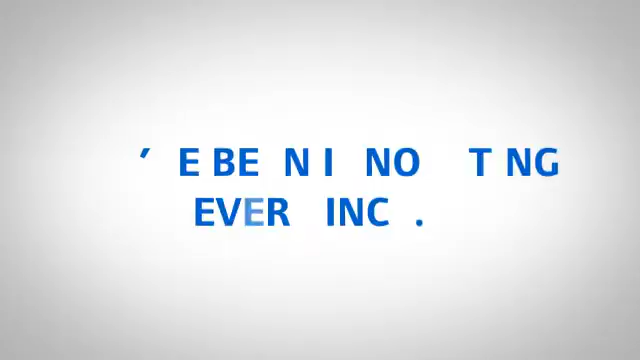 ′ E BE N I NO T NG
EVER INC .